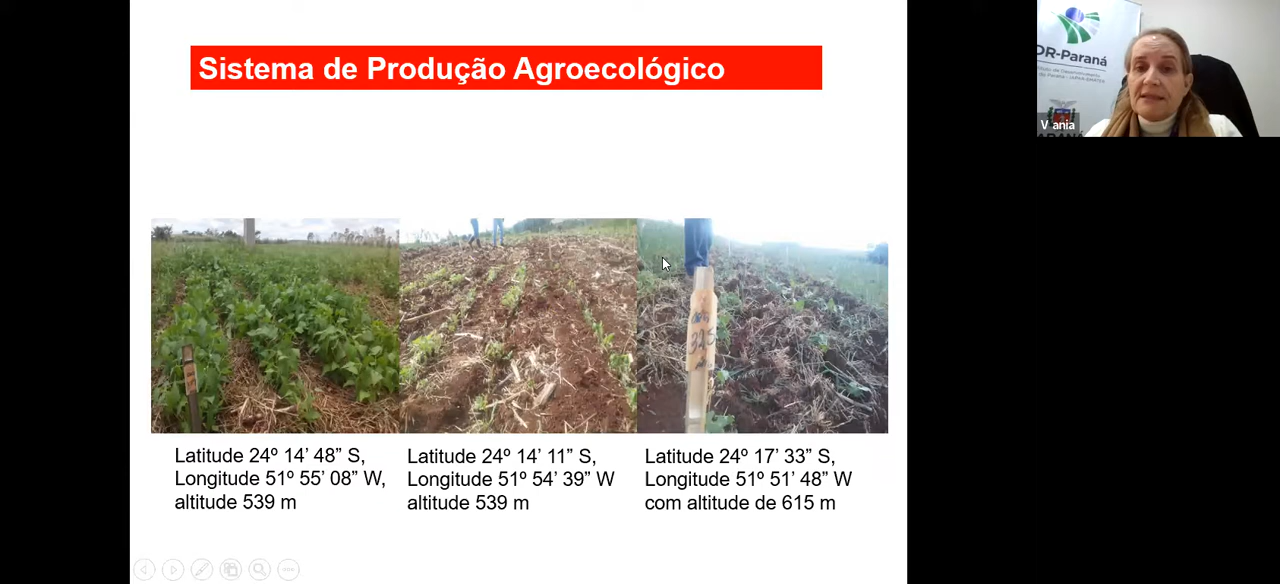 Sistema de Produção Agroecológico
Latitude 24º 14’ 48” S,
Longitude 51º 55’ 08” W,
altitude 539 m
Latitude 24º 14’ 11” S,
Longitude 51º 54’ 39” W
altitude 539 m
Latitude 24º 17’ 33” S,
Longitude 51º 51’ 48” W
com altitude de 615 m
DR-Paraná
Vania